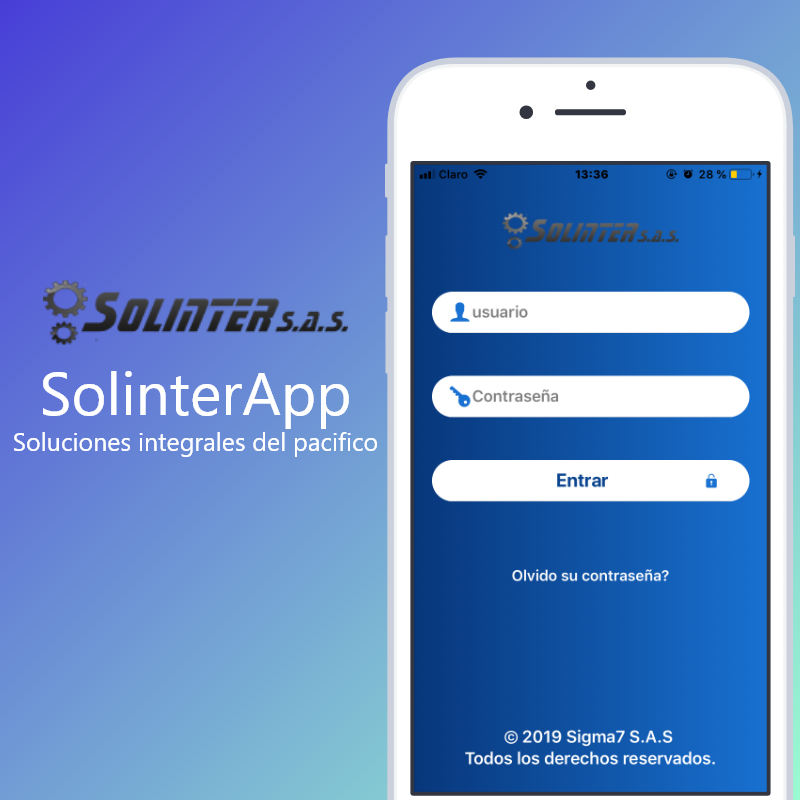 SOLINTER S.A.S.
SolinterApp
Soluciones integrales del pacifico
Claro 13:36 28 %
SOLINTER S.A.S.
usuario
Contraseña
Entrar
Olvido su contraseña?
© 2019 Sigma7 S.A.S
Todos los derechos reservados.